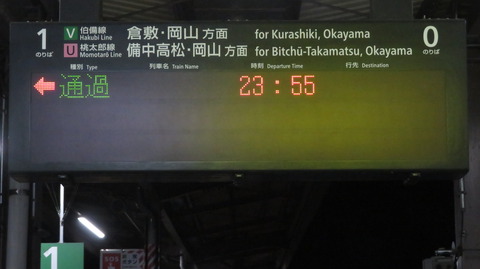 1 のりば V 伯備線 Hakubi Line 倉敷・岡山 方面 for Kurashiki, Okayama 0 のりば
U 桃太郎線 Momotarō Line 備中高松・岡山 方面 for Bitchū-Takamatsu, Okayama
種別 Type 列車名 Train Name 時刻 Departure Time 行先 Destination
← 通過 23:55
1